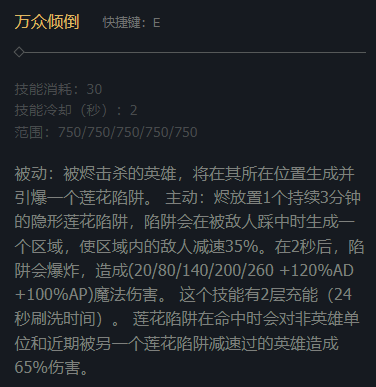 万众倾倒 快捷键：E
技能消耗：30
技能冷却（秒）：2
范围：750/750/750/750/750
被动：被烬击杀的英雄，将在其所在位置生成并
引爆一个莲花陷阱。 主动：烬放置1个持续3分钟
的隐形莲花陷阱，陷阱会在被敌人踩中时生成一
个区域，使区域内的敌人减速35%。在2秒后，陷
阱会爆炸，造成(20/80/140/200/260 +120%AD
+100%AP)魔法伤害。 这个技能有2层充能（24
秒刷洗时间）。 莲花陷阱在命中时会对非英雄单
位和近期被另一个莲花陷阱减速过的英雄造成
65%伤害。